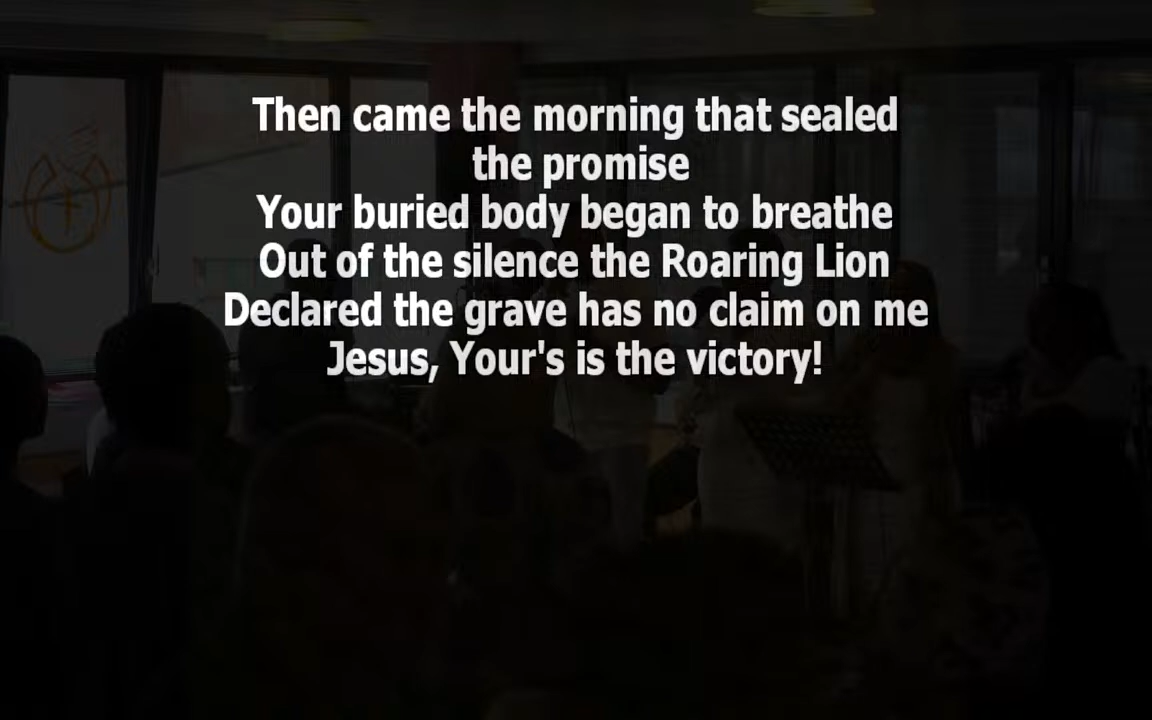 Then came the morning that sealed
the promise
Your buried body began to breathe
Out of the silence the Roaring Lion
Declared the grave has no claim on me
Jesus, Your's is the victory!